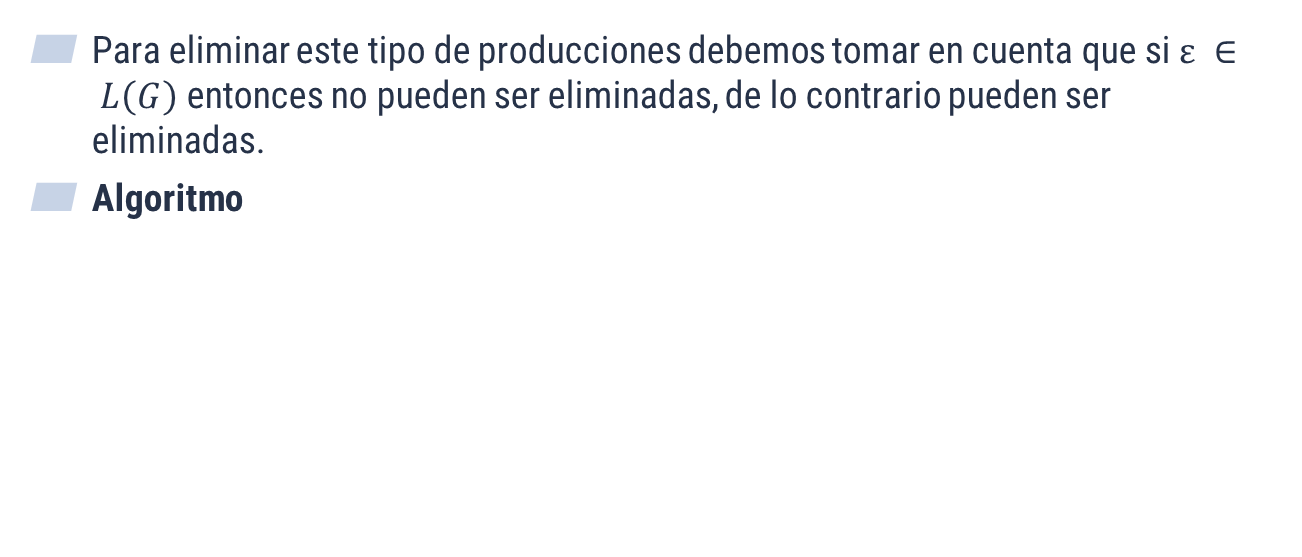 Para eliminar este tipo de producciones debemos tomar en cuenta que si ε ∈
L(G) entonces no pueden ser eliminadas, de lo contrario pueden ser
eliminadas.
Algoritmo